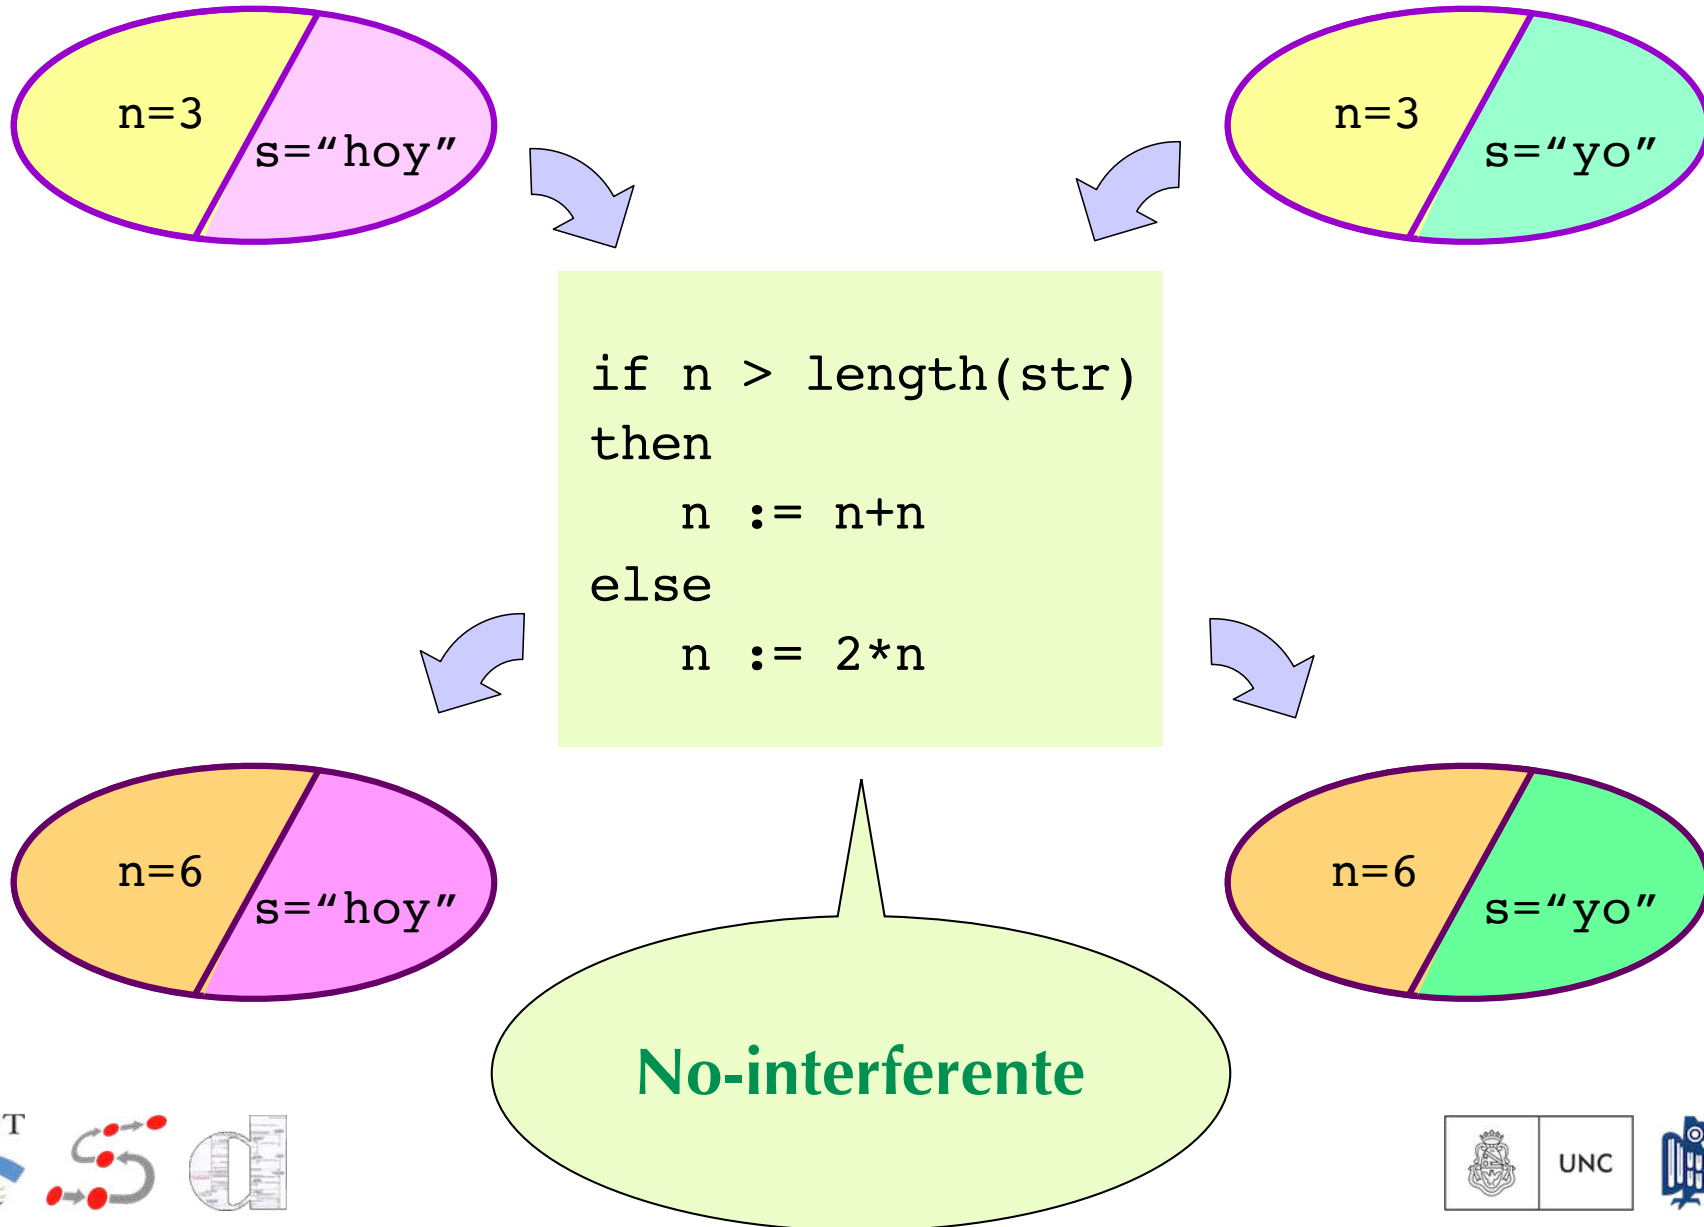 n=3
s=“hoy”
n=3
s=“yo”
if n > length(str)
then
n := n+n
else
n := 2*n
n=6
s=“hoy”
n=6
s=“yo”
No-interferente
T
UNC